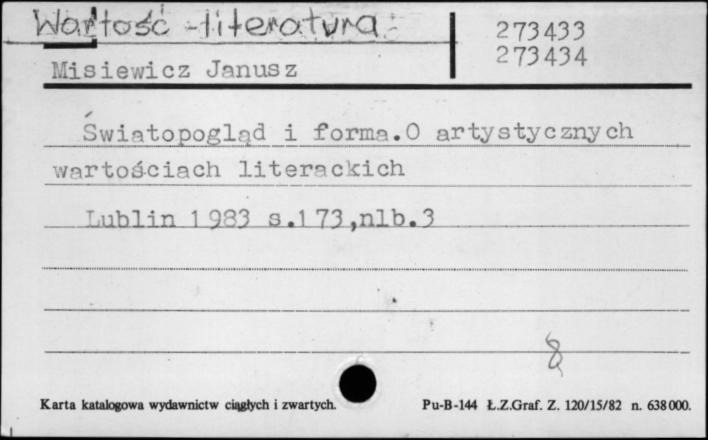 Wartość - literatura
273433
273434
Misiewicz Janusz
Światopogląd i forma.O artystycznych
wartościach literackich
Lublin 1983 s.173,nlb.3
8
Karta katalogowa wydawnictw ciągłych i zwartych.
Pu-B-144 Ł.Z.Graf. Z. 120/15/82 n. 638000.